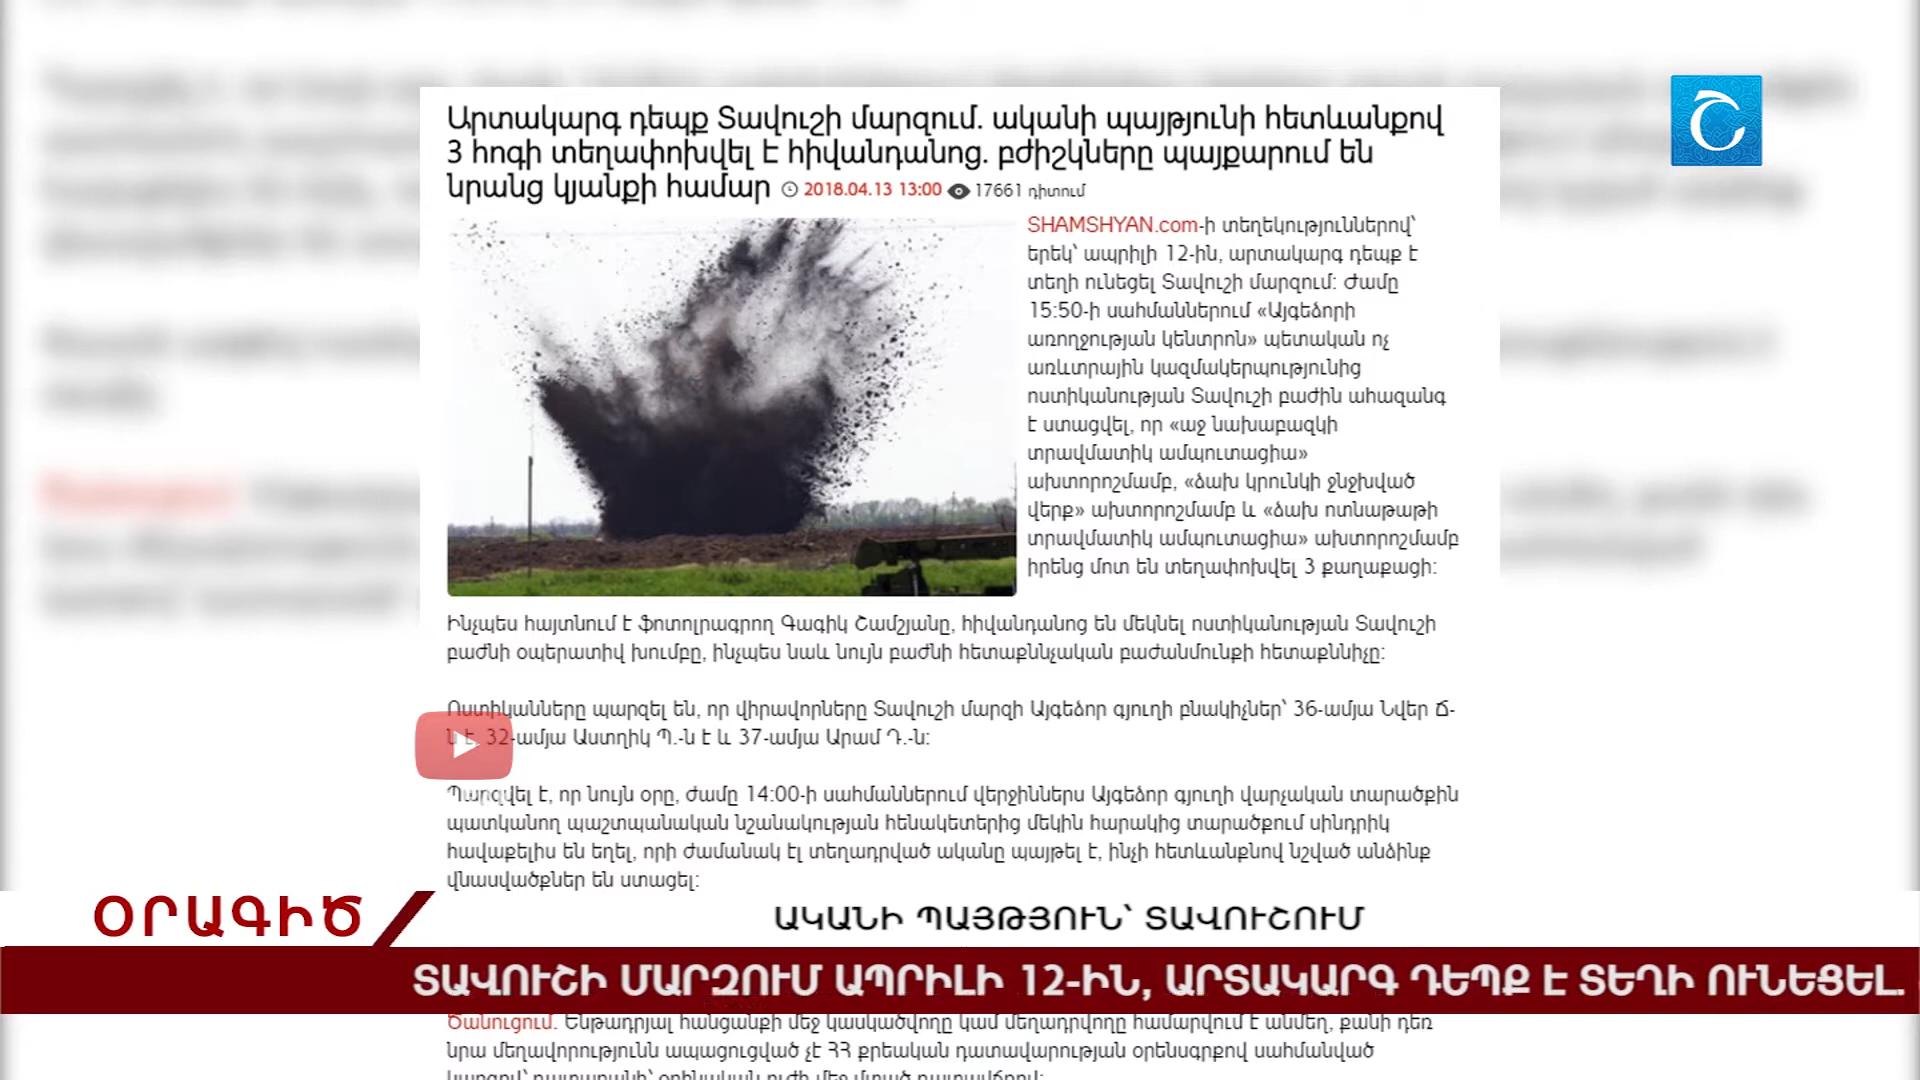 Արտակարգ դեպք Տավուշի մարզում. ականի պայթյունի հետևանքով
3 հոգի տեղափոխվել է հիվանդանոց. բժիշկները պայքարում են
նրանց կյանքի համար 2018.04.13 13:00 17661 դիտում
SHAMSHYAN.com-ի տեղեկություններով՝
երեկ՝ ապրիլի 12-ին, արտակարգ դեպք է
տեղի ունեցել Տավուշի մարզում: Ժամը
15:50-ի սահմաններում «Այգեձորի
առողջության կենտրոն» պետական ոչ
առևտրային կազմակերպությունից
ոստիկանության Տավուշի բաժին ահազանգ
է ստացվել, որ «աջ նախաբազկի
տրավմատիկ ամպուտացիա»
ախտորոշմամբ, «ձախ կրունկի ջնջխված
վերք» ախտորոշմամբ և «ձախ ոտնաթաթի
տրավմատիկ ամպուտացիա» ախտորոշմամբ
իրենց մոտ են տեղափոխվել 3 քաղաքացի:
Ինչպես հայտնում է ֆոտոլրագրող Գագիկ Շամշյանը, հիվանդանոց են մեկնել ոստիկանության Տավուշի
բաժնի օպերատիվ խումբը, ինչպես նաև նույն բաժնի հետաքննչական բաժանմունքի հետաքննիչը:
Ոստիկանները պարզել են, որ վիրավորները Տավուշի մարզի Այգեձոր գյուղի բնակիչներ՝ 36-ամյա Նվեր Ճ-
ն է, 32-ամյա Աստղիկ Պ.-ն է և 37-ամյա Արամ Դ.-ն:
Պարզվել է, որ նույն օրը, ժամը 14:00-ի սահմաններում վերջիններս Այգեձոր գյուղի վարչական տարածքին
պատկանող պաշտպանական նշանակության հենակետերից մեկին հարակից տարածքում սինդրիկ
հավաքելիս են եղել, որի ժամանակ էլ տեղադրված ականը պայթել է, ինչի հետևանքնով նշված անձինք
վնասվածքներ են ստացել:
ՕՐԱԳԻԾ
ԱԿԱՆԻ ՊԱՅԹՅՈՒՆ՝ ՏԱՎՈՒՇՈՒՄ
ՏԱՎՈՒՇԻ ՄԱՐԶՈՒՄ ԱՊՐԻԼԻ 12-ԻՆ, ԱՐՏԱԿԱՐԳ ԴԵՊՔ Է ՏԵՂԻ ՈՒՆԵՑԵԼ.
Ծանուցում. Ենթադրյալ հանցանքի մեջ կասկածվողը կամ մեղադրվողը համարվում է անմեղ, քանի դեռ
նրա մեղավորությունն ապացուցված չէ ՀՀ քրեական դատավարության օրենսգրքով սահմանված
կարգով՝ դատարանի՝ օրինական ուժի մեջ մտած դատավճռով: